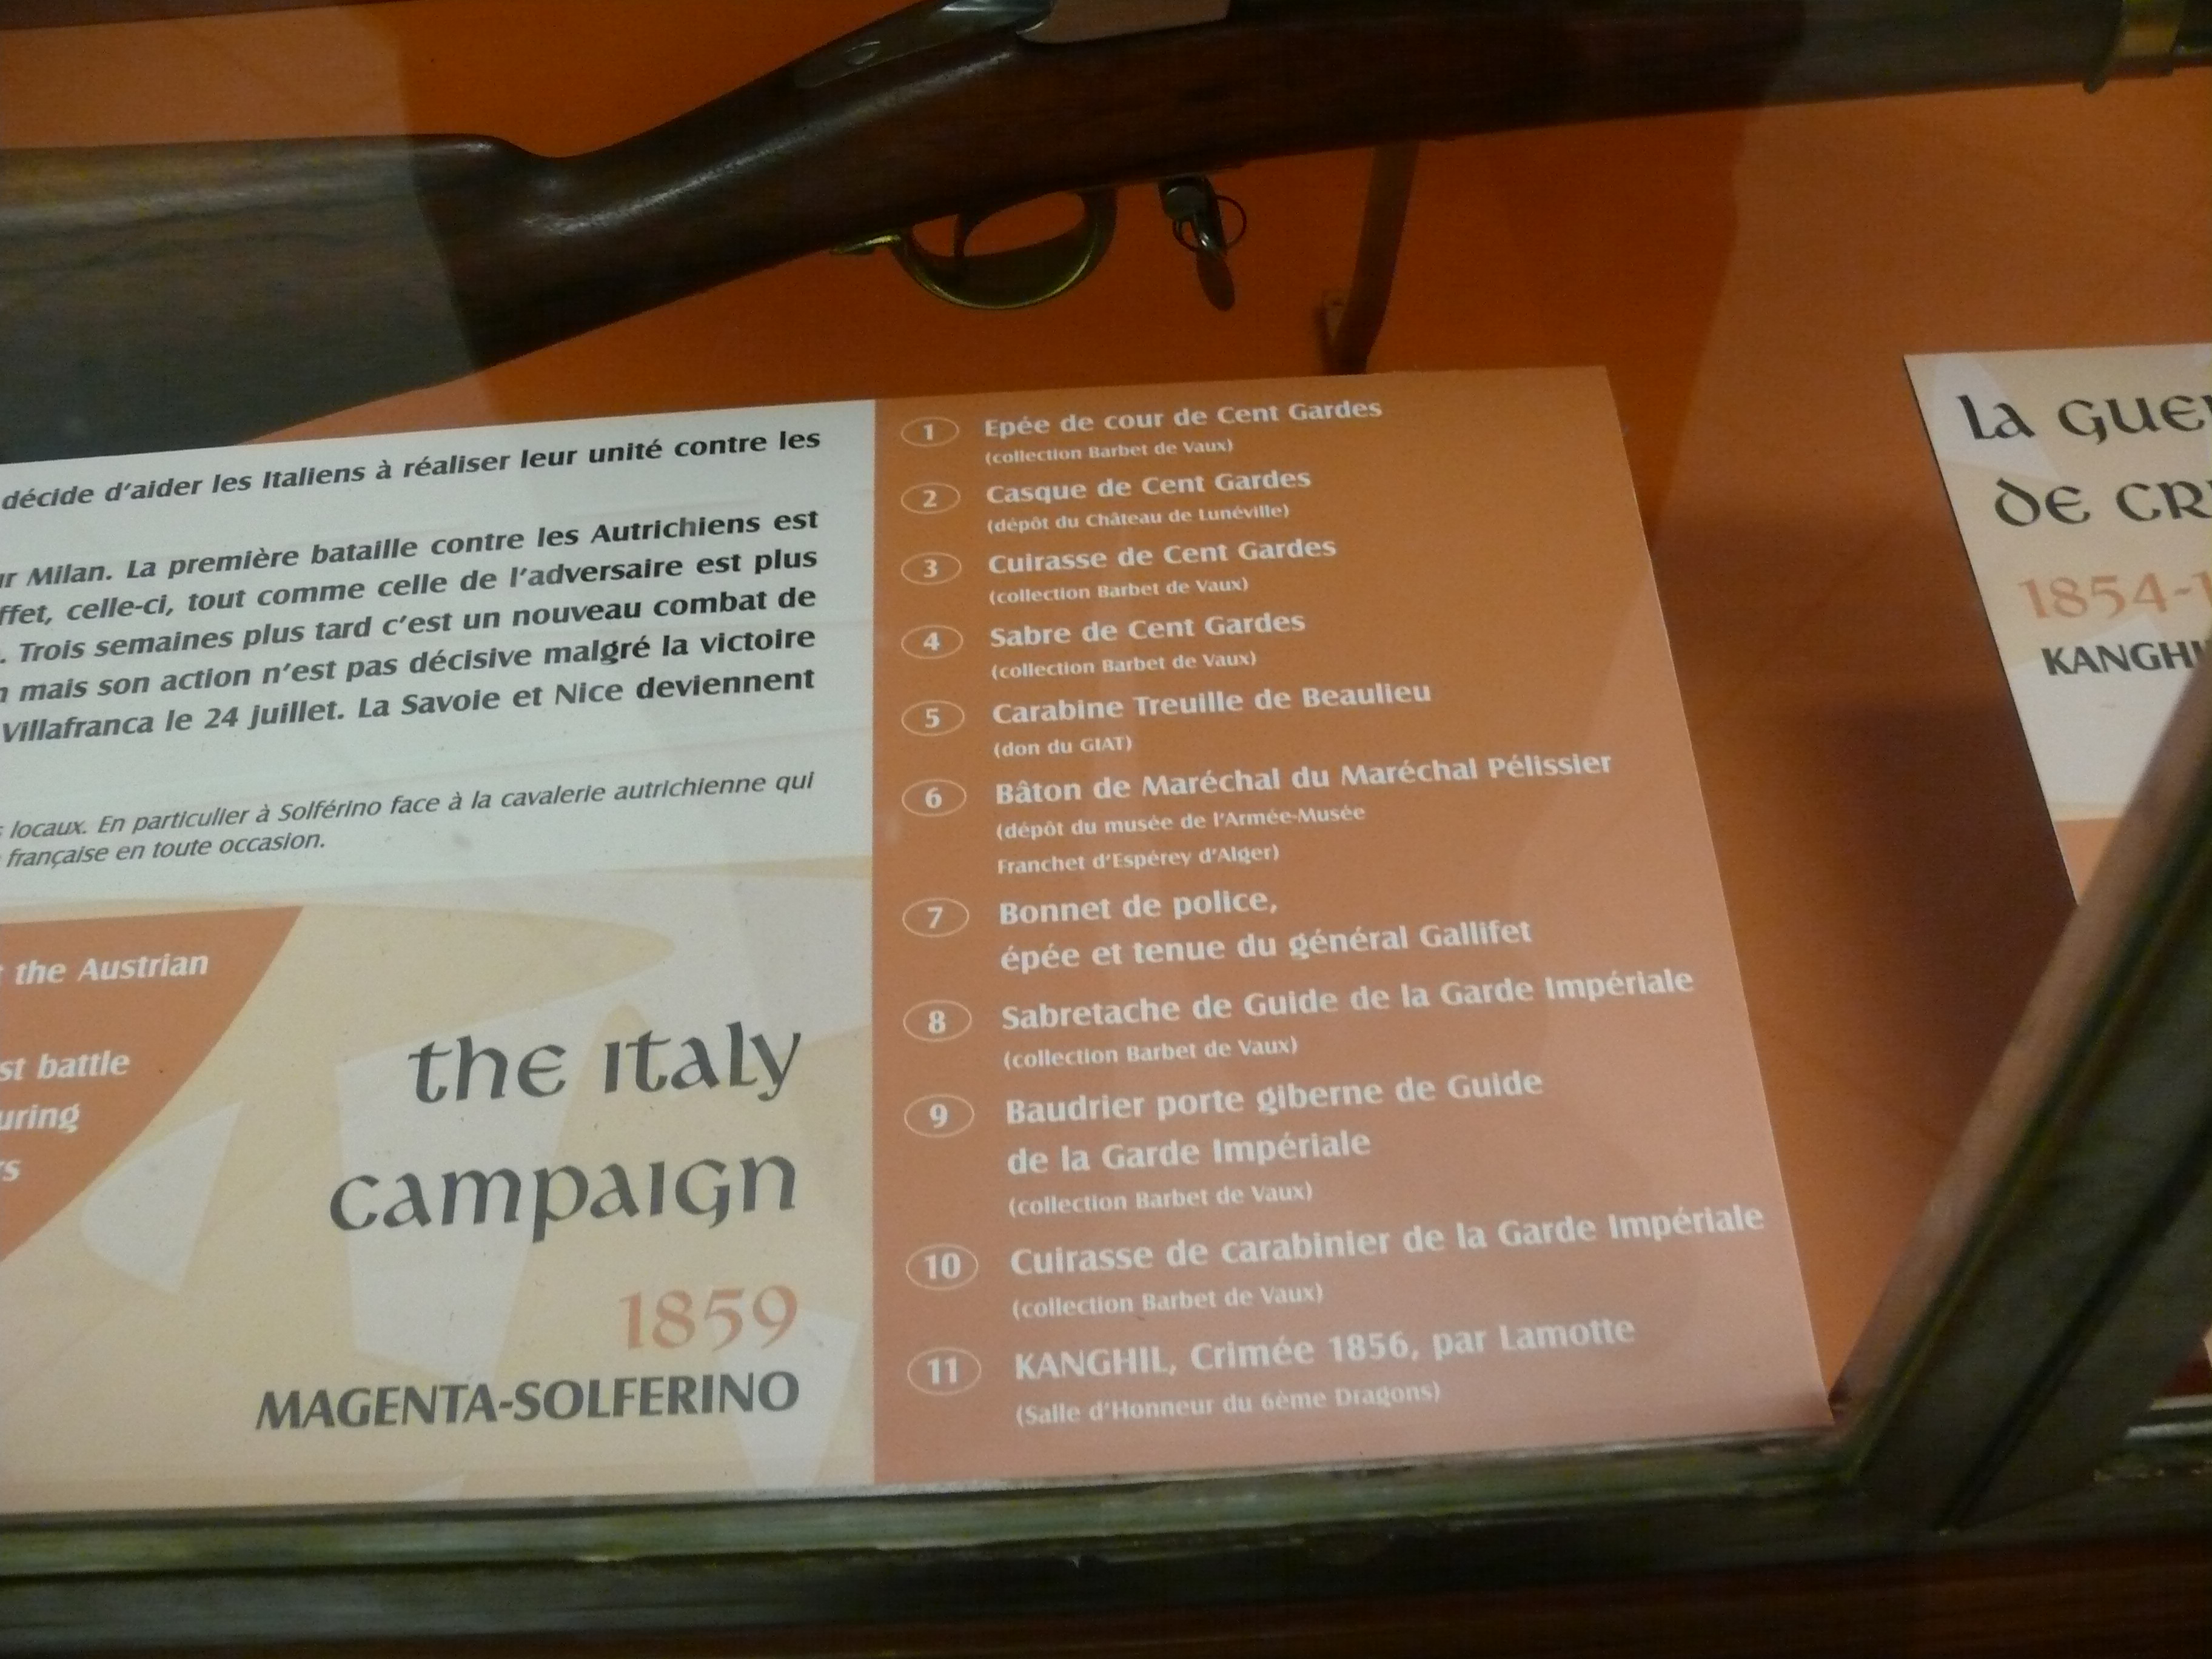 décide d'aider les Italiens à réaliser leur unité contre les
Milan. La première bataille contre les Autrichiens est
celle-ci, tout comme celle de l'adversaire est plus
Trois semaines plus tard c'est un nouveau combat de
mais son action n'est pas décisive malgré la victoire
Villafranca le 24 juillet. La Savoie et Nice deviennent
locaux. En particulier à Solférino face à la cavalerie autrichienne qui
française en toute occasion.
the Austrian
battle
the Italy
campaign
1859
MAGENTA-SOLFERINO
1 Epée de cour de Cent Gardes
(collection Barbet de Vaux)
2 Casque de Cent Gardes
(dépôt du Château de Lunéville)
3 Cuirasse de Cent Gardes
(collection Barbet de Vaux)
4 Sabre de Cent Gardes
(collection Barbet de Vaux)
5 Carabine Treuille de Beaulieu
(don du GIAT)
6 Bâton de Maréchal du Maréchal Pélissier
(dépôt du musée de l'Armée-Musée
Franchet d'Espérey d'Alger)
7 Bonnet de police,
épée et tenue du général Gallifet
8 Sabretache de Guide de la Garde Impériale
(collection Barbet de Vaux)
9 Baudrier porte giberne de Guide
de la Garde Impériale
(collection Barbet de Vaux)
10 Cuirasse de carabinier de la Garde Impériale
(collection Barbet de Vaux)
11 KANGHIL, Crimée 1856, par Lamotte
(Salle d'Honneur du 6ème Dragons)
La
DE
1854-